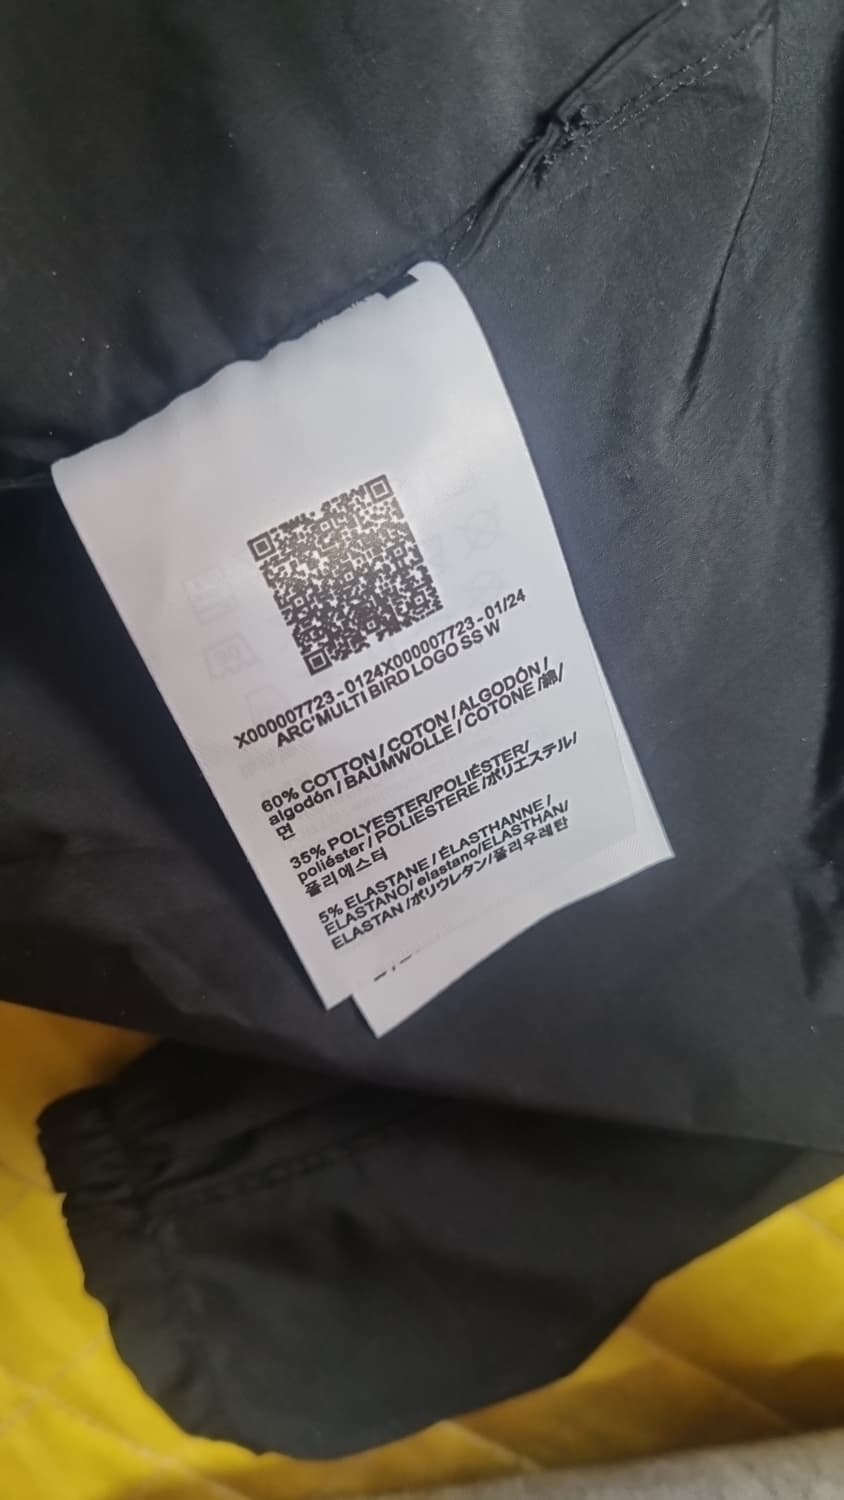 X000007723 - 0124X000007723 - 01/24
ARC'MULTI BIRD LOGO SS W
60% COTTON / COTON / ALGODÓN /
algodón / BAUMWOLLE / COTONE /綿/
면
35% POLYESTER/POLIÉSTER/
poliéster / POLIESTERE /ポリエステル/
폴리에스터
5% ELASTANE / ÉLASTHANNE /
ELASTANO/ elastano/ELASTHAN/
ELASTAN /ポリウレタン/폴리우레탄